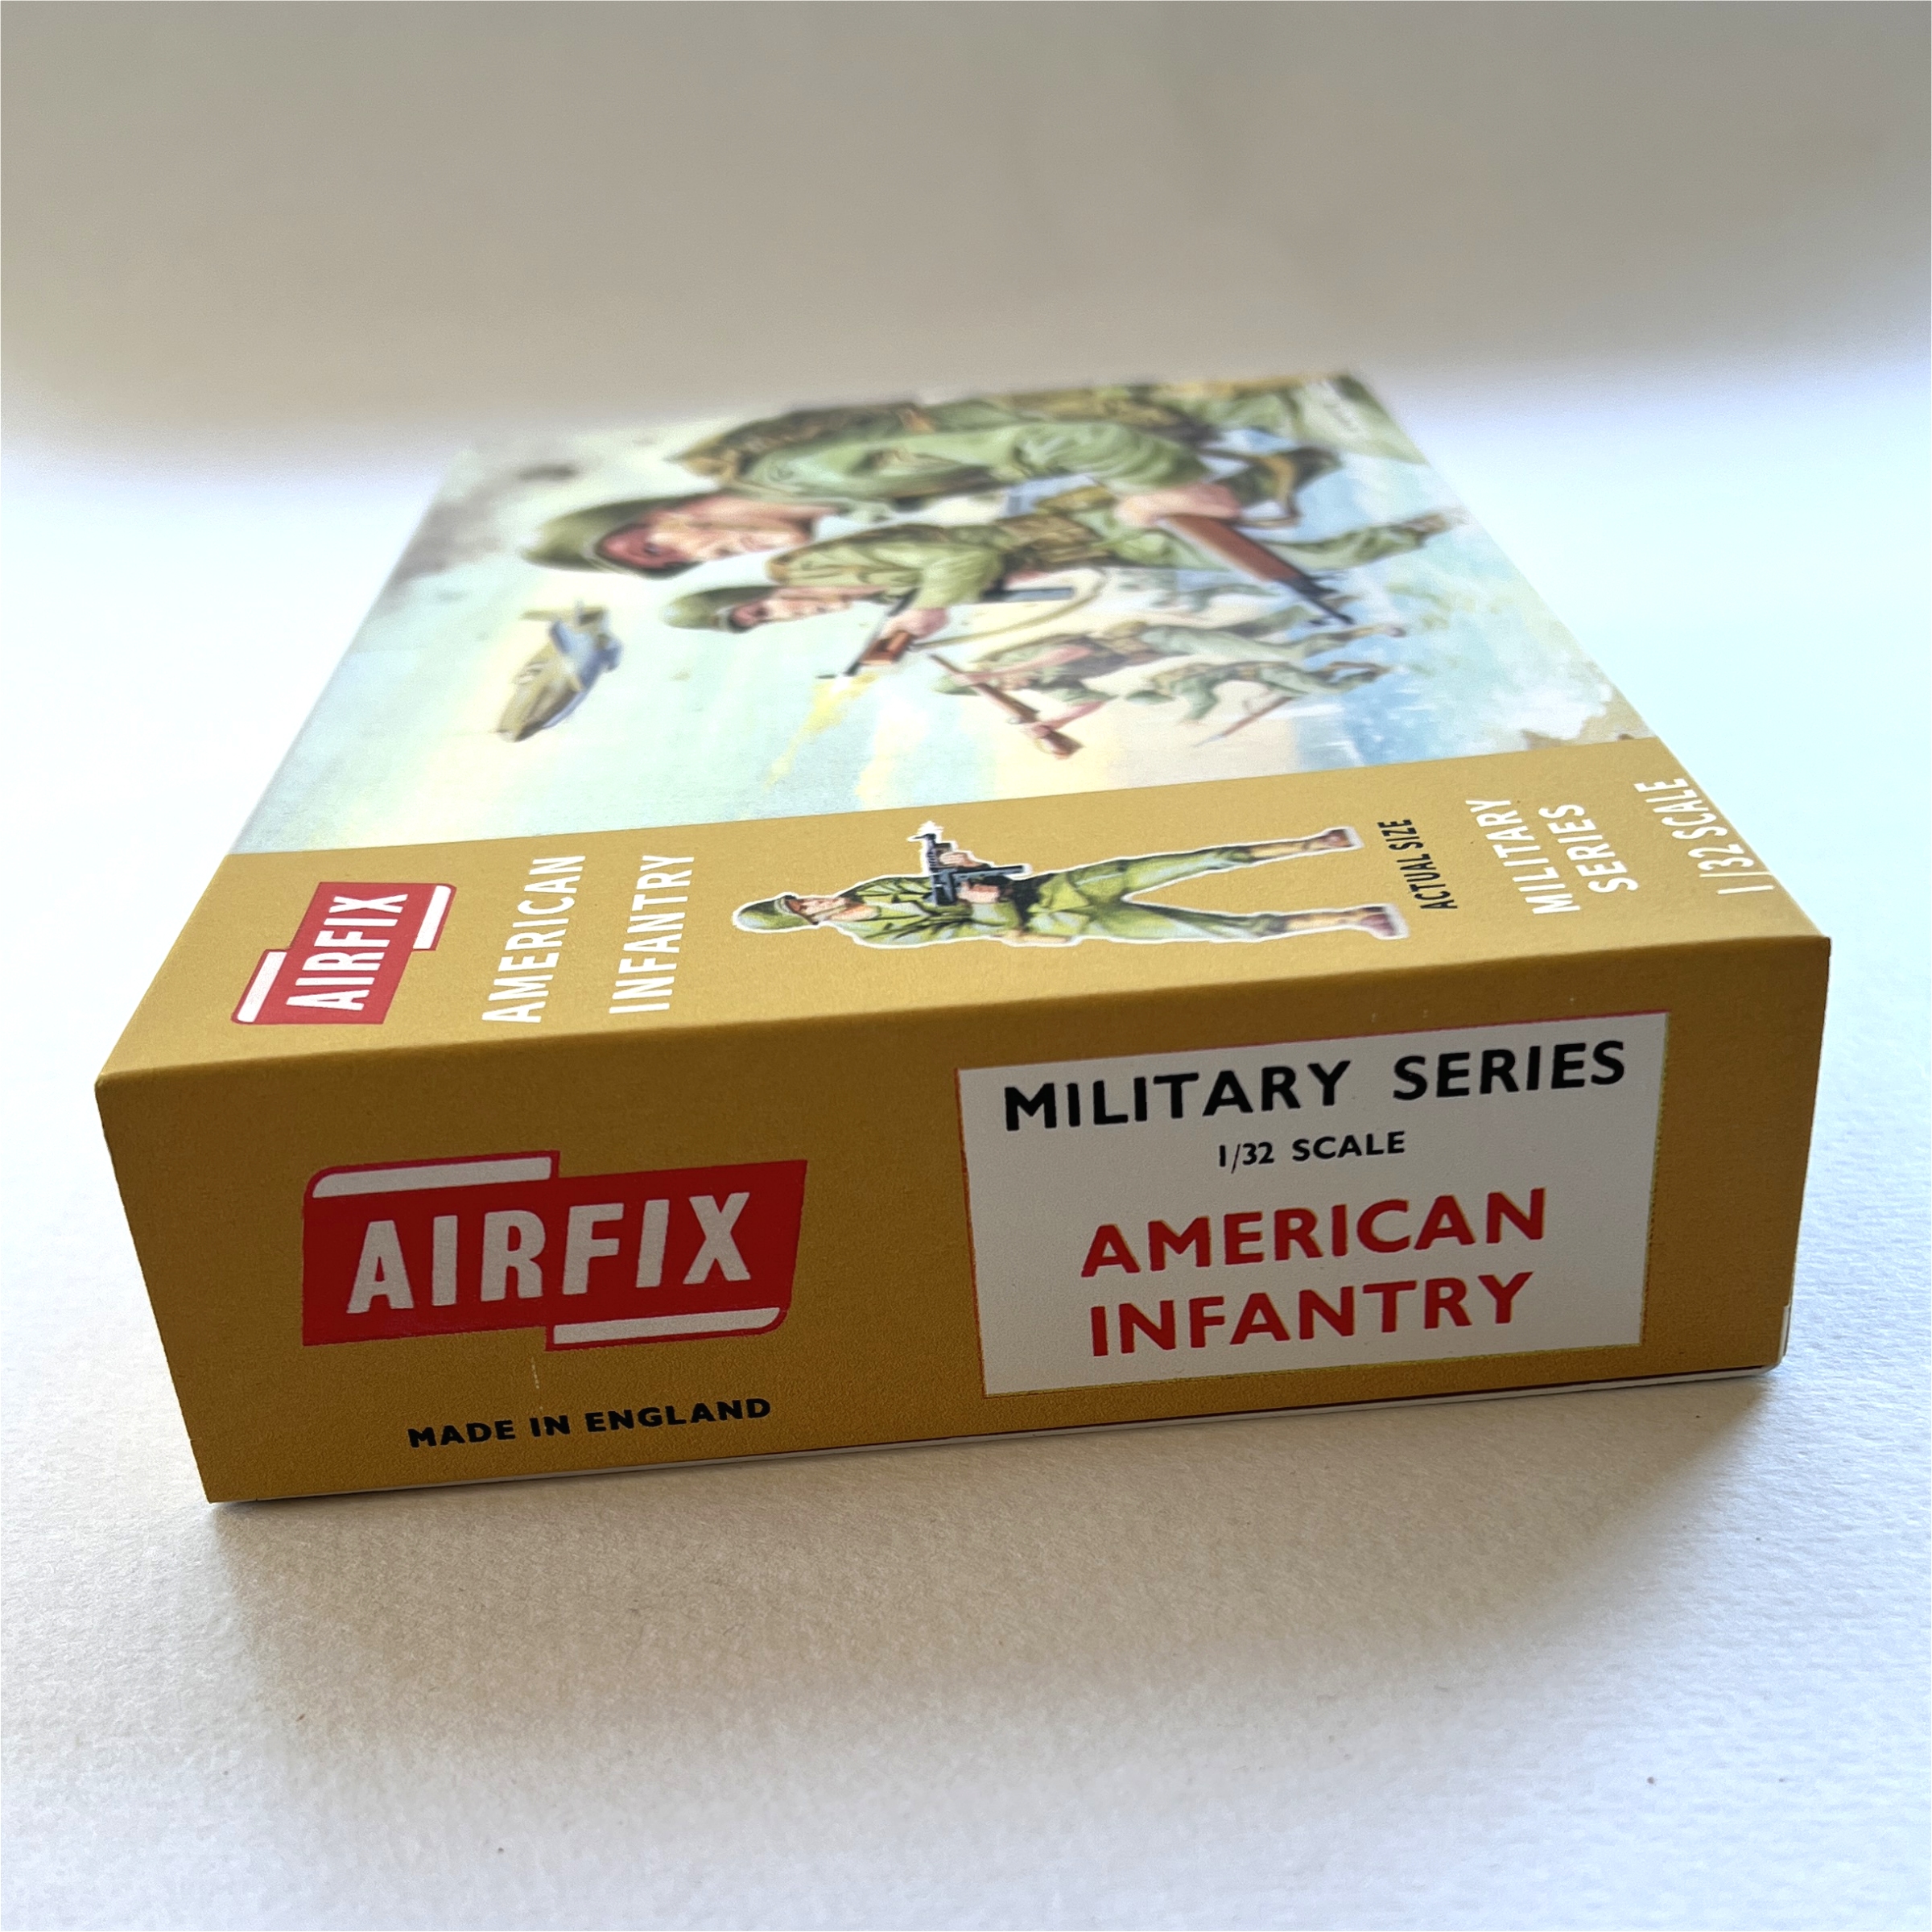 AIRFIX
AMERICAN
INFANTRY
ACTUAL SIZE
MILITARY
SERIES
1/32 SCALE
AIRFIX
MADE IN ENGLAND
MILITARY SERIES
1/32 SCALE
AMERICAN
INFANTRY